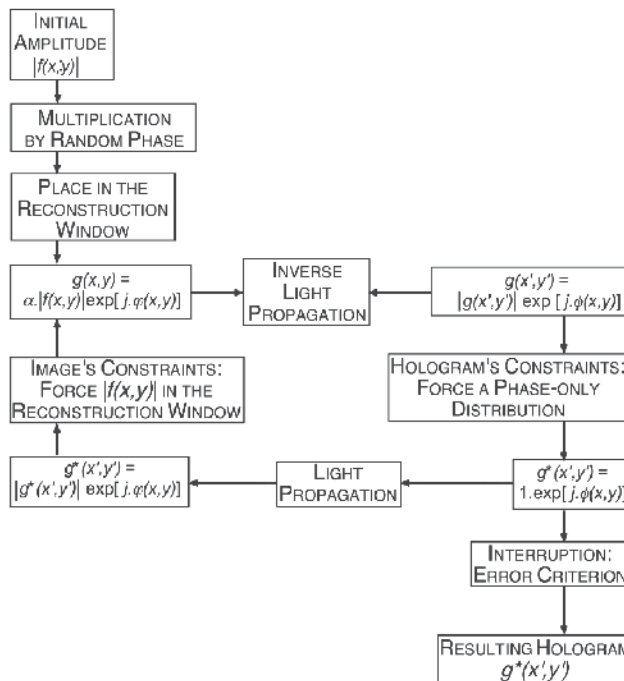 INITIAL
AMPLITUDE
|f(x,y)|
MULTIPLICATION
BY RANDOM PHASE
PLACE IN THE
RECONSTRUCTION
WINDOW
g(x,y) =
α.|f(x,y)|exp[j.φ(x,y)]
INVERSE
LIGHT
PROPAGATION
g(x',y') =
|g(x',y')| exp [j.ϕ(x,y)]
IMAGE'S CONSTRAINTS:
FORCE |f(x,y)| IN THE
RECONSTRUCTION WINDOW
HOLOGRAM'S CONSTRAINTS:
FORCE A PHASE-ONLY
DISTRIBUTION
g*(x',y') =
|g*(x',y')| exp[j.φ(x,y)]
LIGHT
PROPAGATION
g*(x',y') =
1.exp[j.ϕ(x,y)]
INTERRUPTION:
ERROR CRITERION
RESULTING HOLOGRAM
g*(x',y')